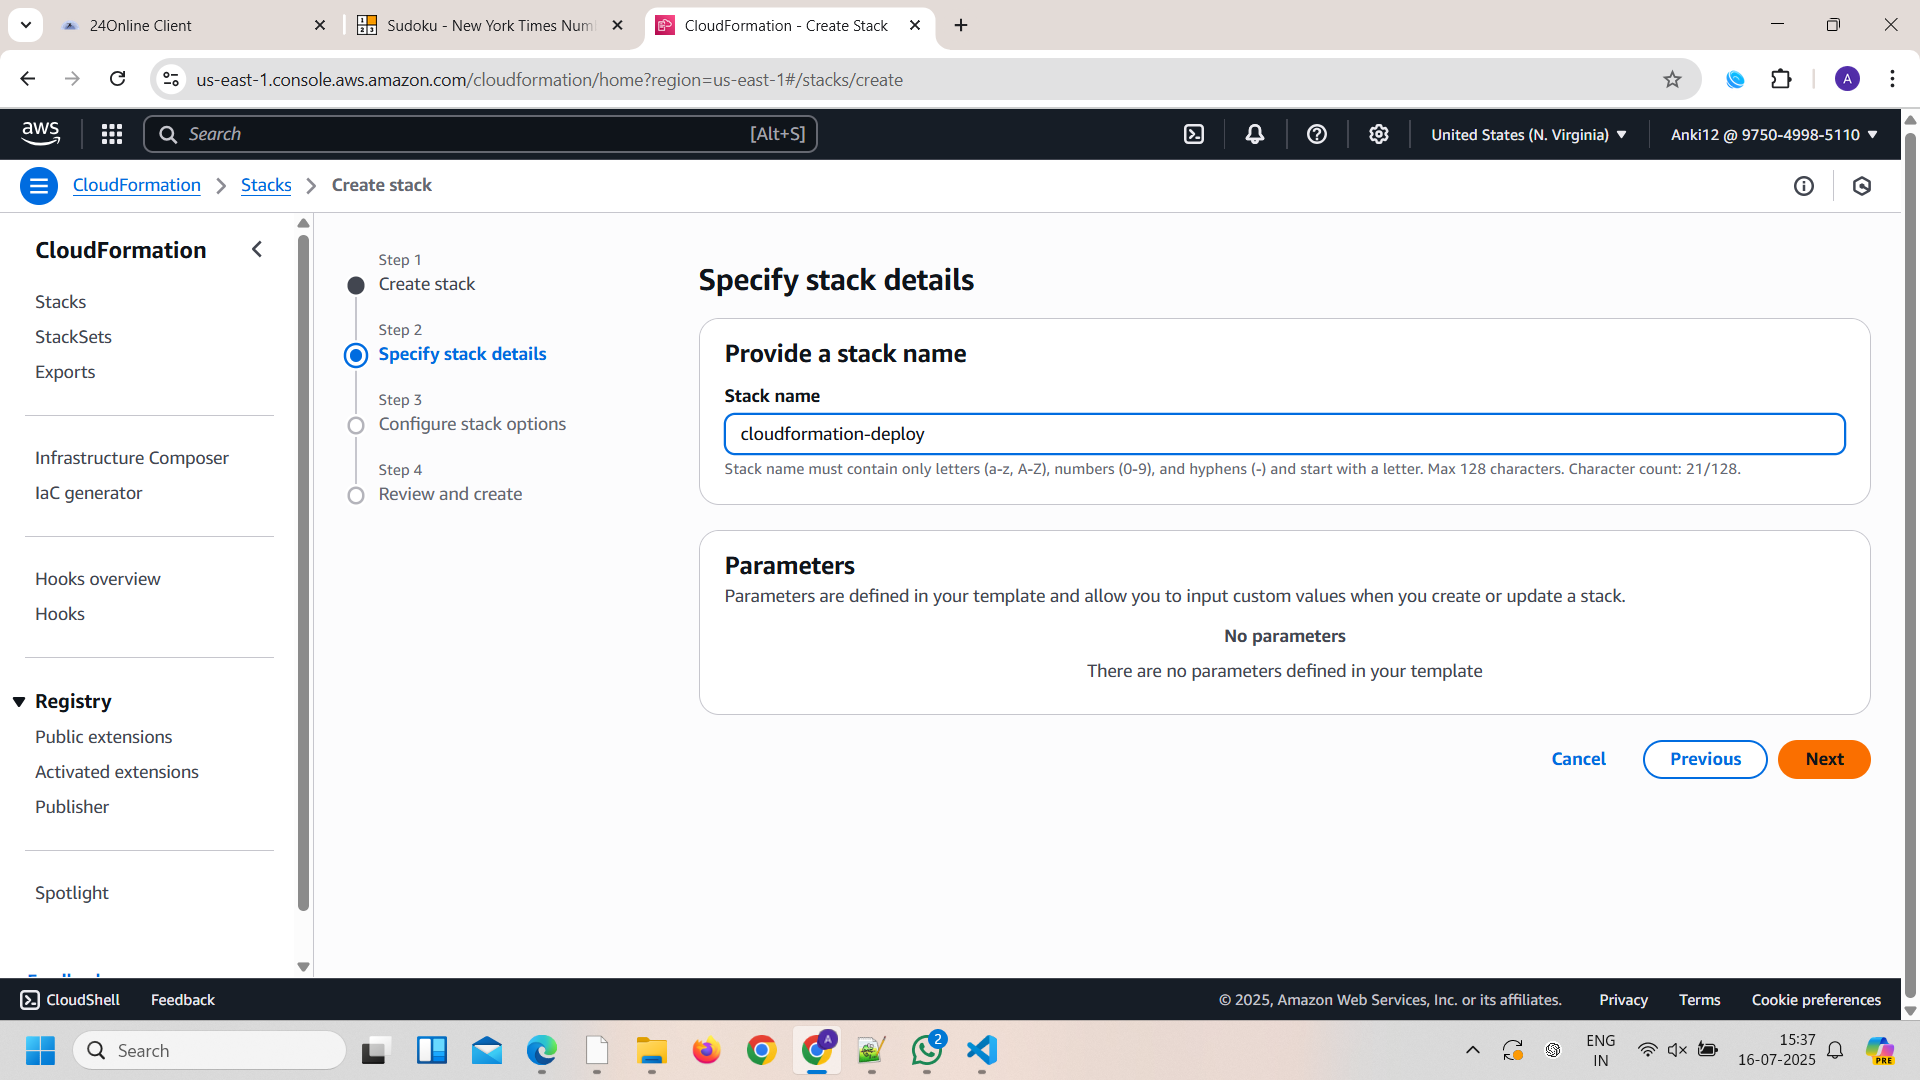 24Online Client
Sudoku - New York Times Num
CloudFormation - Create Stack
us-east-1.console.aws.amazon.com/cloudformation/home?region=us-east-1#/stacks/create
A
aws
Search
[Alt+S]
United States (N. Virginia)
Anki12 @ 9750-4998-5110
CloudFormation
Stacks
Create stack
CloudFormation
Stacks
StackSets
Exports
Infrastructure Composer
IaC generator
Hooks overview
Hooks
Registry
Public extensions
Activated extensions
Publisher
Spotlight
Step 1
Create stack
Step 2
Specify stack details
Step 3
Configure stack options
Step 4
Review and create
Specify stack details
Provide a stack name
Stack name
cloudformation-deploy
Stack name must contain only letters (a-z, A-Z), numbers (0-9), and hyphens (-) and start with a letter. Max 128 characters. Character count: 21/128.
Parameters
Parameters are defined in your template and allow you to input custom values when you create or update a stack.
No parameters
There are no parameters defined in your template
Cancel
Previous
Next
CloudShell
Feedback
© 2025, Amazon Web Services, Inc. or its affiliates.
Privacy
Terms
Cookie preferences
Search
A
2
ENG
IN
15:37
16-07-2025
PRE